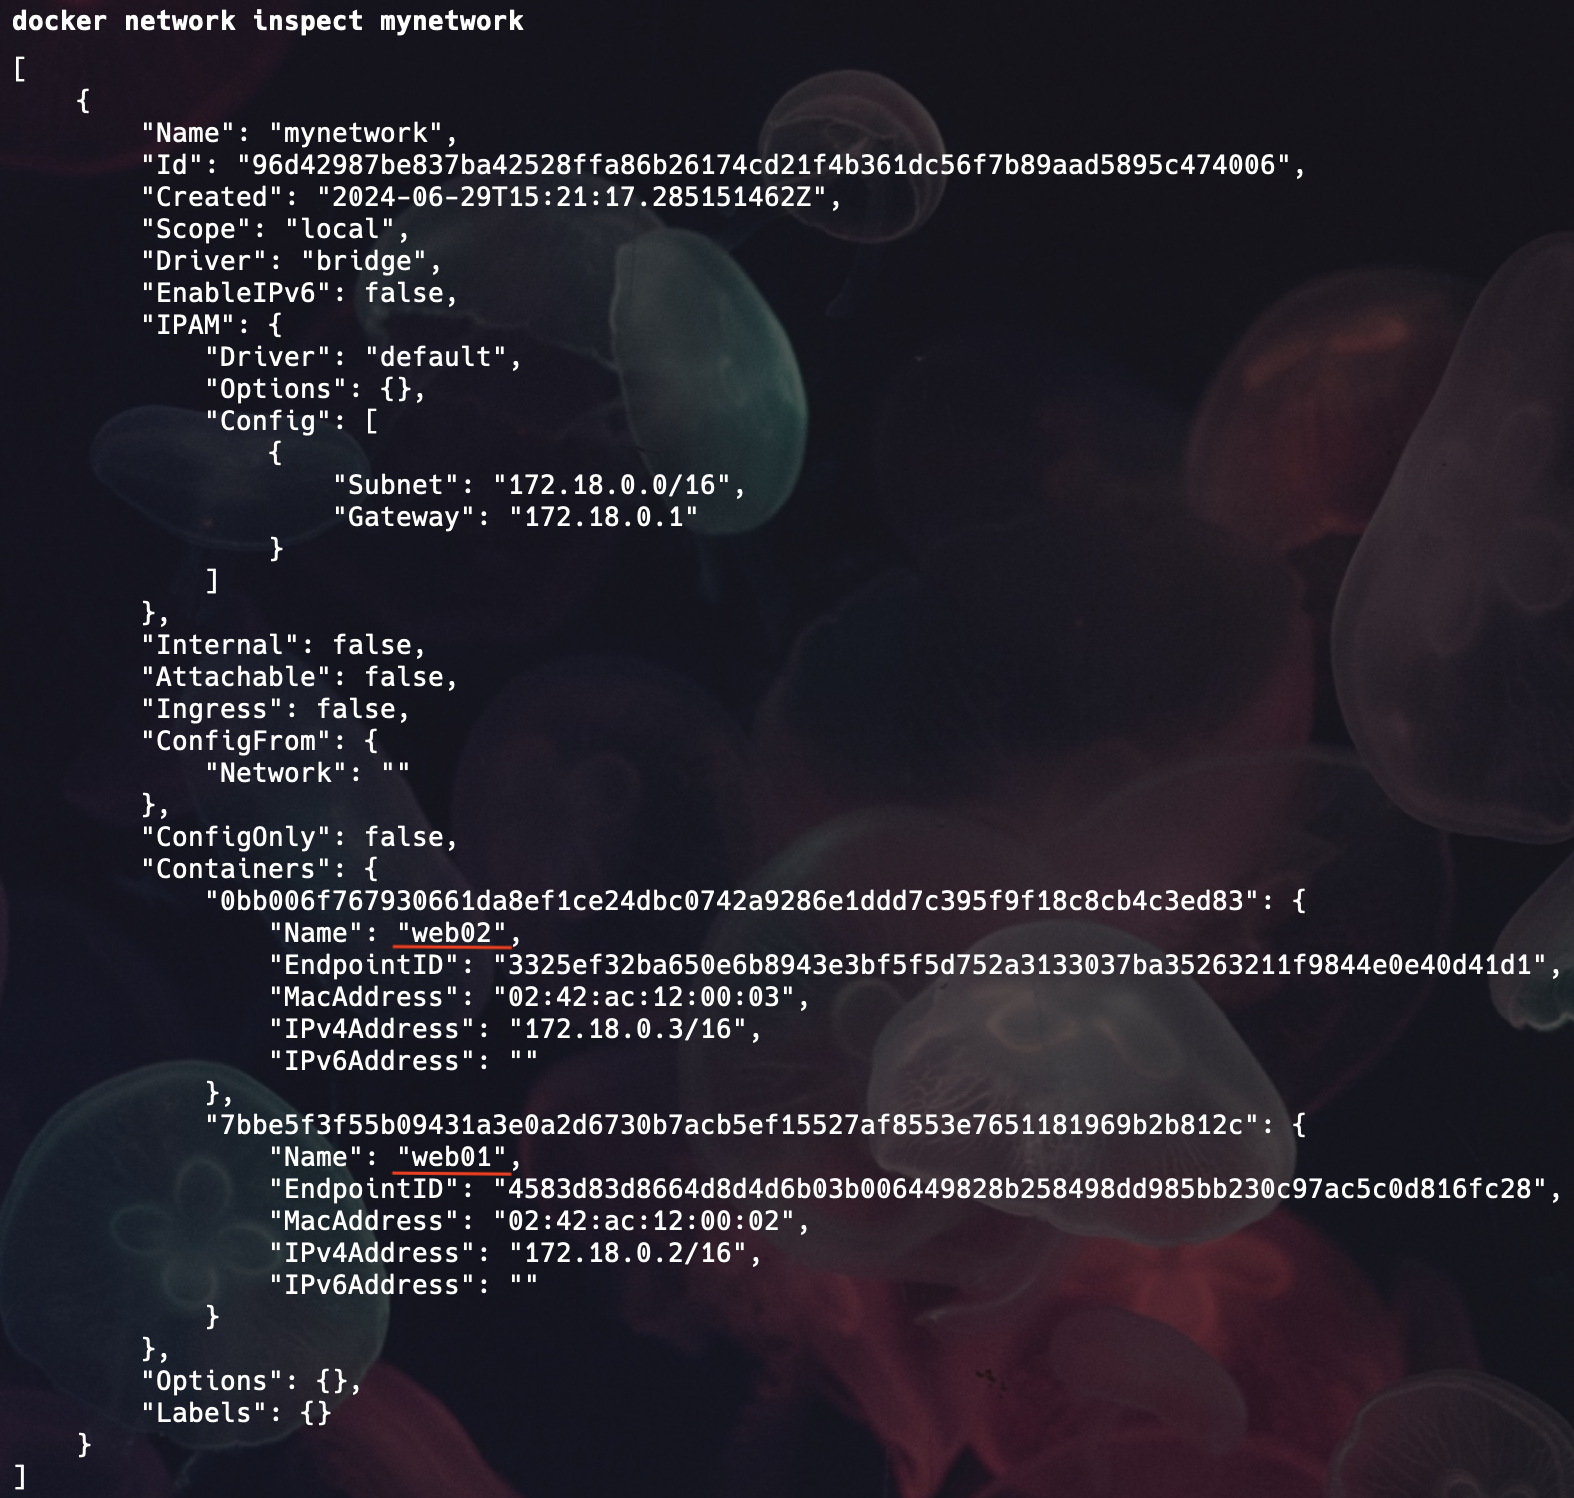 docker network inspect mynetwork
[
    {
        "Name": "mynetwork",
        "Id": "96d42987be837ba42528ffa86b26174cd21f4b361dc56f7b89aad5895c474006",
        "Created": "2024-06-29T15:21:17.285151462Z",
        "Scope": "local",
        "Driver": "bridge",
        "EnableIPv6": false,
        "IPAM": {
            "Driver": "default",
            "Options": {},
            "Config": [
                {
                    "Subnet": "172.18.0.0/16",
                    "Gateway": "172.18.0.1"
                }
            ]
        },
        "Internal": false,
        "Attachable": false,
        "Ingress": false,
        "ConfigFrom": {
            "Network": ""
        },
        "ConfigOnly": false,
        "Containers": {
            "0bb006f767930661da8ef1ce24dbc0742a9286e1ddd7c395f9f18c8cb4c3ed83": {
                "Name": "web02",
                "EndpointID": "3325ef32ba650e6b8943e3bf5f5d752a3133037ba35263211f9844e0e40d41d1",
                "MacAddress": "02:42:ac:12:00:03",
                "IPv4Address": "172.18.0.3/16",
                "IPv6Address": ""
            },
            "7bbe5f3f55b09431a3e0a2d6730b7acb5ef15527af8553e7651181969b2b812c": {
                "Name": "web01",
                "EndpointID": "4583d83d8664d8d4d6b03b006449828b258498dd985bb230c97ac5c0d816fc28",
                "MacAddress": "02:42:ac:12:00:02",
                "IPv4Address": "172.18.0.2/16",
                "IPv6Address": ""
            }
        },
        "Options": {},
        "Labels": {}
    }
]